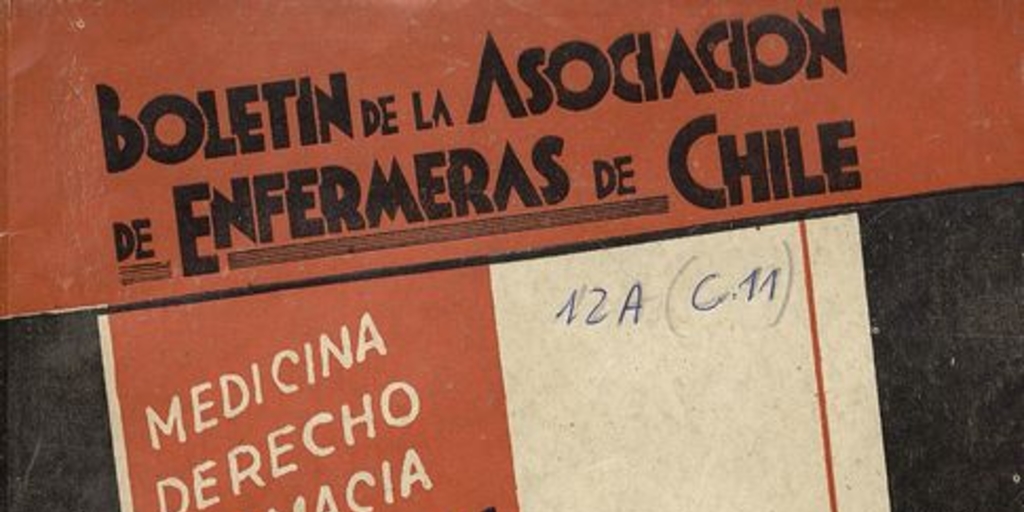 BOLETIN DE LA ASOCIACION
DE ENFERMERAS DE CHILE
12A (C.11)
MEDICINA
DERECHO